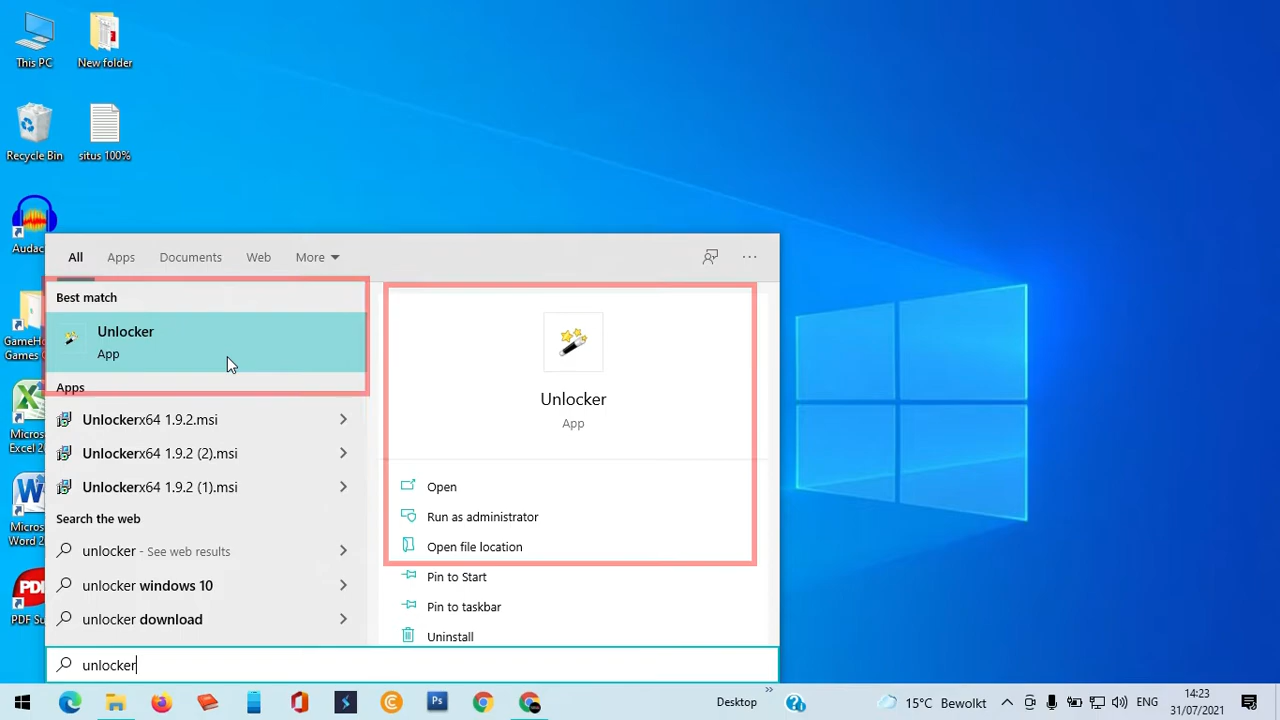 This PC
New folder
Recycle Bin
situs 100%
Audac
GameHo
Games C
Micros
Excel 2
Micros
Word 2
PDF Su
All
Apps
Documents
Web
More
Best match
Unlocker
App
Apps
Unlockerx64 1.9.2.msi
Unlockerx64 1.9.2 (2).msi
Unlockerx64 1.9.2 (1).msi
Search the web
unlocker - See web results
unlocker windows 10
unlocker download
Unlocker
App
Open
Run as administrator
Open file location
Pin to Start
Pin to taskbar
Uninstall
unlocker
Desktop
15°C Bewolkt
ENG
14:23
31/07/2021